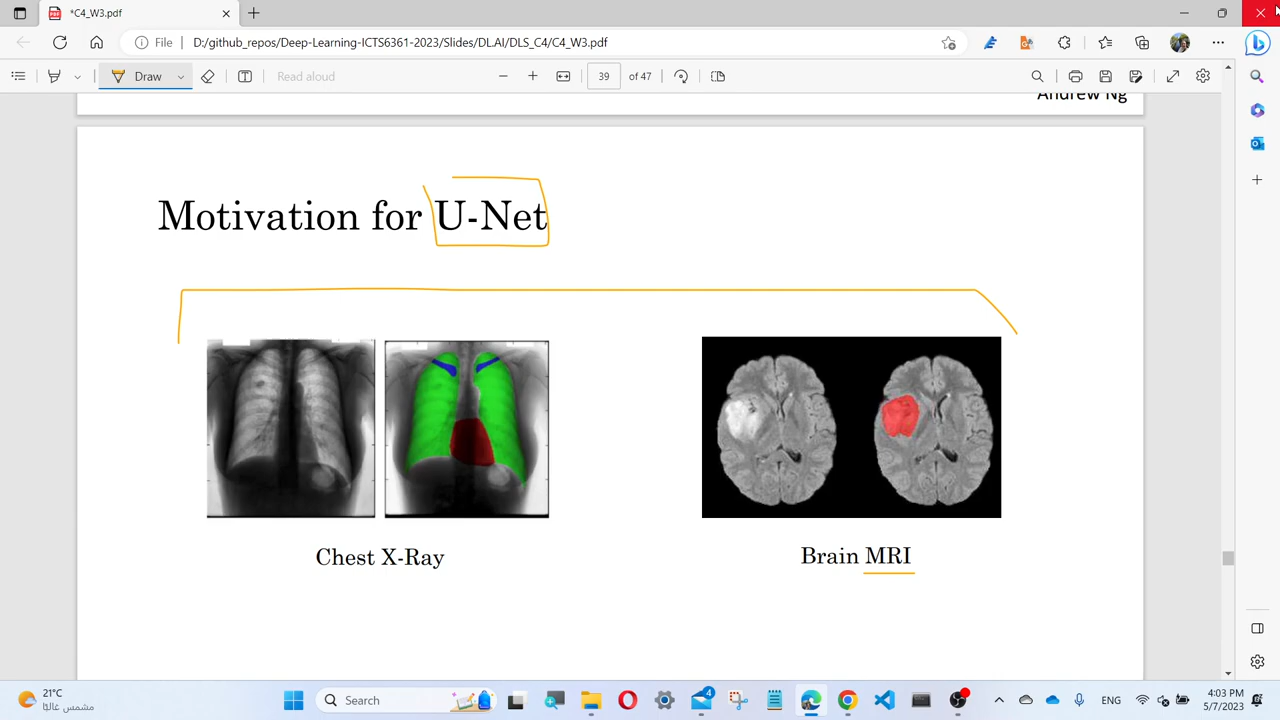 *C4_W3.pdf
File
D:/github_repos/Deep-Learning-ICTS6361-2023/Slides/DL.AI/DLS_C4/C4_W3.pdf
Draw
Read aloud
39
of 47
Andrew Ng
Motivation for U-Net
Chest X-Ray
Brain MRI
21°C
مشمس غالبًا
Search
4
ENG
4:03 PM
5/7/2023